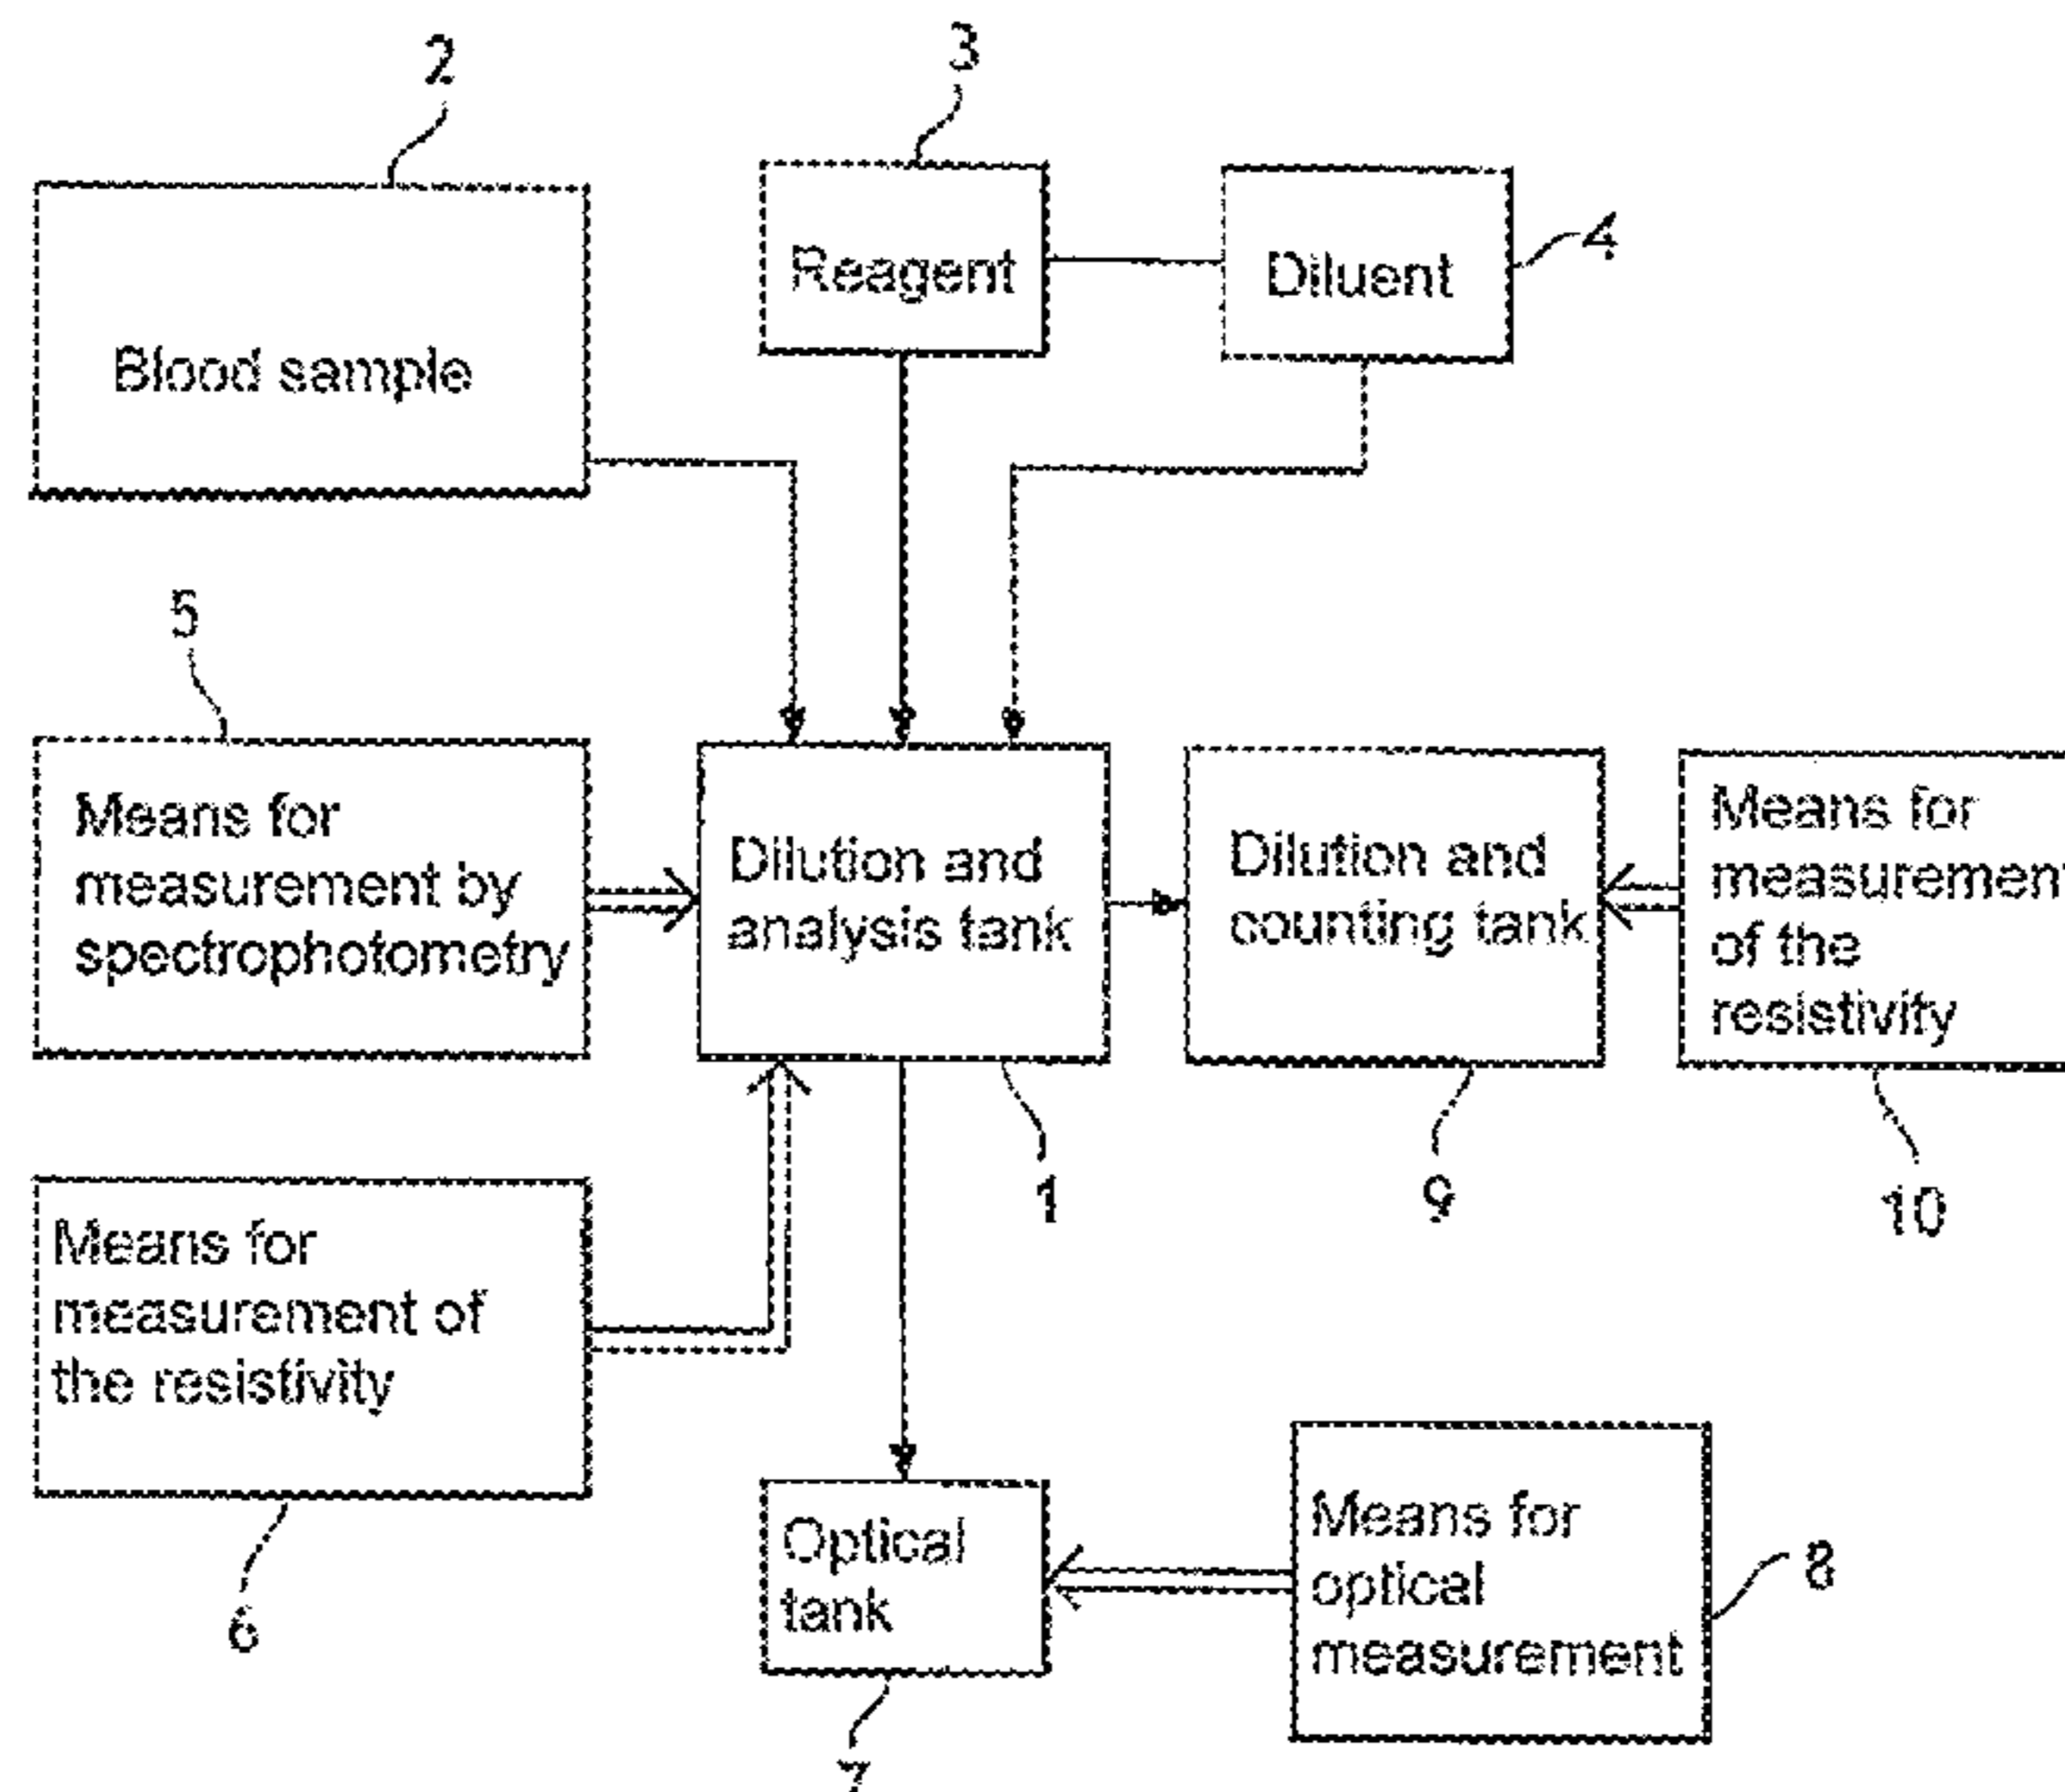 2
3
Blood sample
Reagent
Diluent
4
5
Means for
measurement by
spectrophotometry
Dilution and
analysis tank
Dilution and
counting tank
Means for
measurement
of the
resistivity
1
9
10
Means for
measurement of
the resistivity
6
Optical
tank
7
Means for
optical
measurement
8